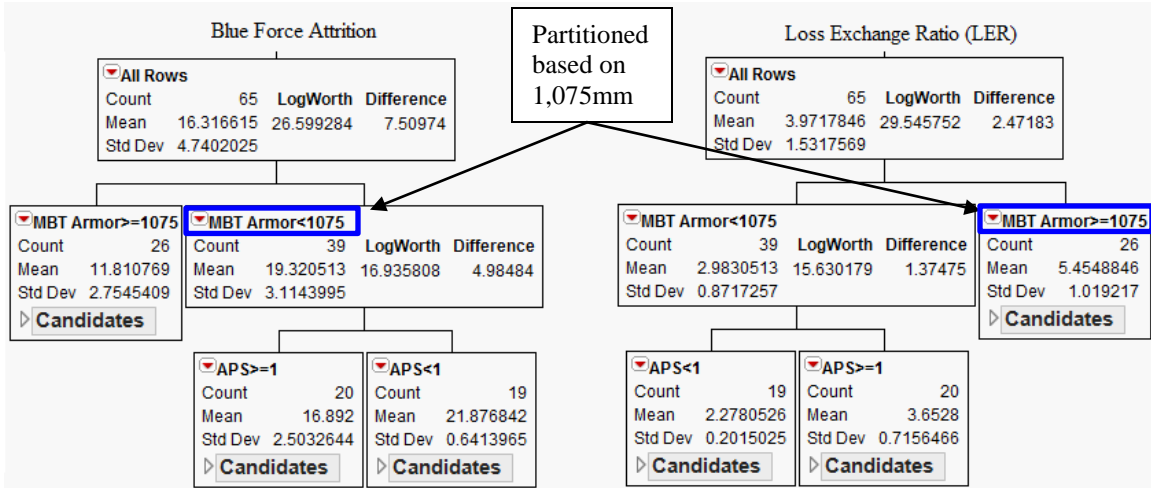 Blue Force Attrition
Partitioned
based on
1,075mm
Loss Exchange Ratio (LER)
All Rows
Count 65 LogWorth Difference
Mean 16.316615 26.599284 7.50974
Std Dev 4.7402025
All Rows
Count 65 LogWorth Difference
Mean 3.9717846 29.545752 2.47183
Std Dev 1.5317569
MBT Armor>=1075
Count 26
Mean 11.810769
Std Dev 2.7545409
Candidates
MBT Armor<1075
Count 39 LogWorth Difference
Mean 19.320513 16.935808 4.98484
Std Dev 3.1143995
MBT Armor<1075
Count 39 LogWorth Difference
Mean 2.9830513 15.630179 1.37475
Std Dev 0.8717257
MBT Armor>=1075
Count 26
Mean 5.4548846
Std Dev 1.019217
Candidates
APS>=1
Count 20
Mean 16.892
Std Dev 2.5032644
Candidates
APS<1
Count 19
Mean 21.876842
Std Dev 0.6413965
Candidates
APS<1
Count 19
Mean 2.2780526
Std Dev 0.2015025
Candidates
APS>=1
Count 20
Mean 3.6528
Std Dev 0.7156466
Candidates